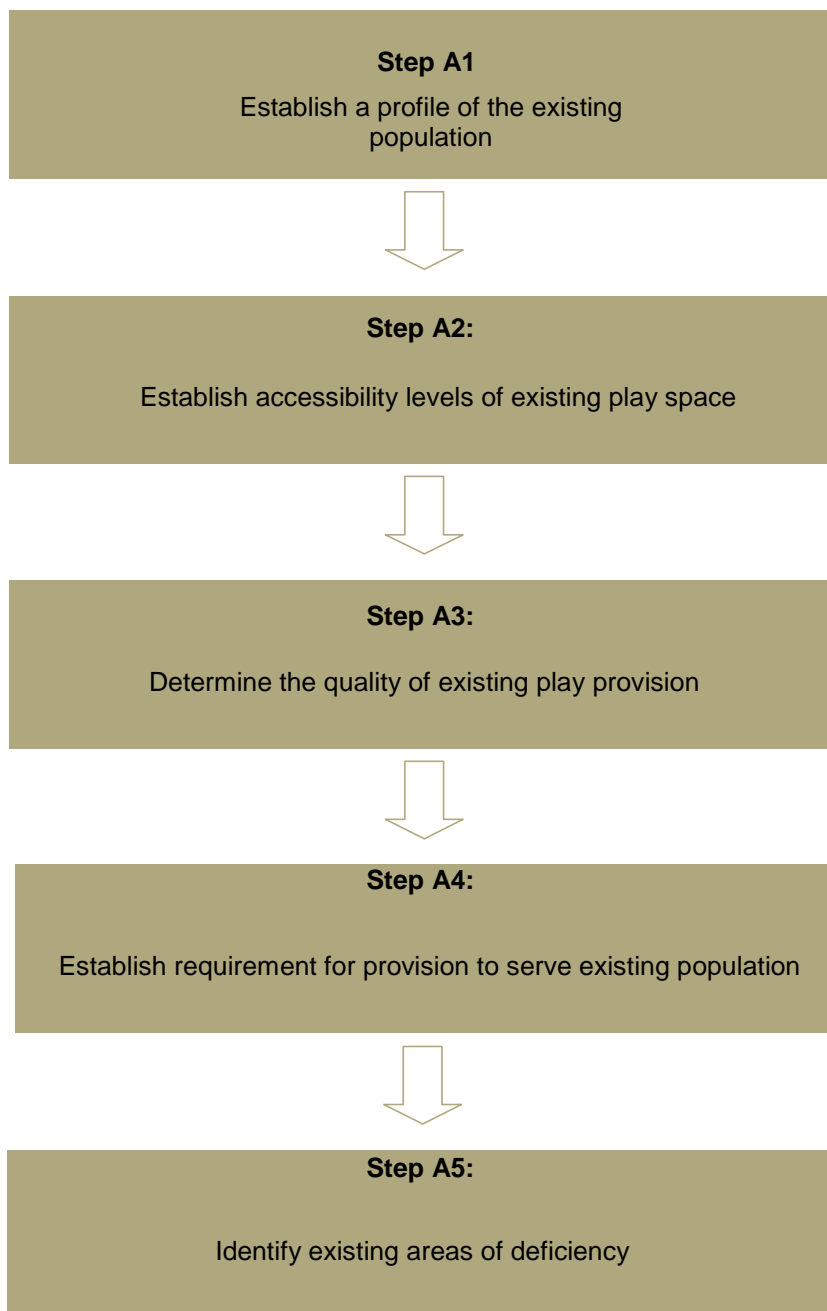 Step A1
Establish a profile of the existing
population
Step A2:
Establish accessibility levels of existing play space
Step A3:
Determine the quality of existing play provision
Step A4:
Establish requirement for provision to serve existing population
Step A5:
Identify existing areas of deficiency